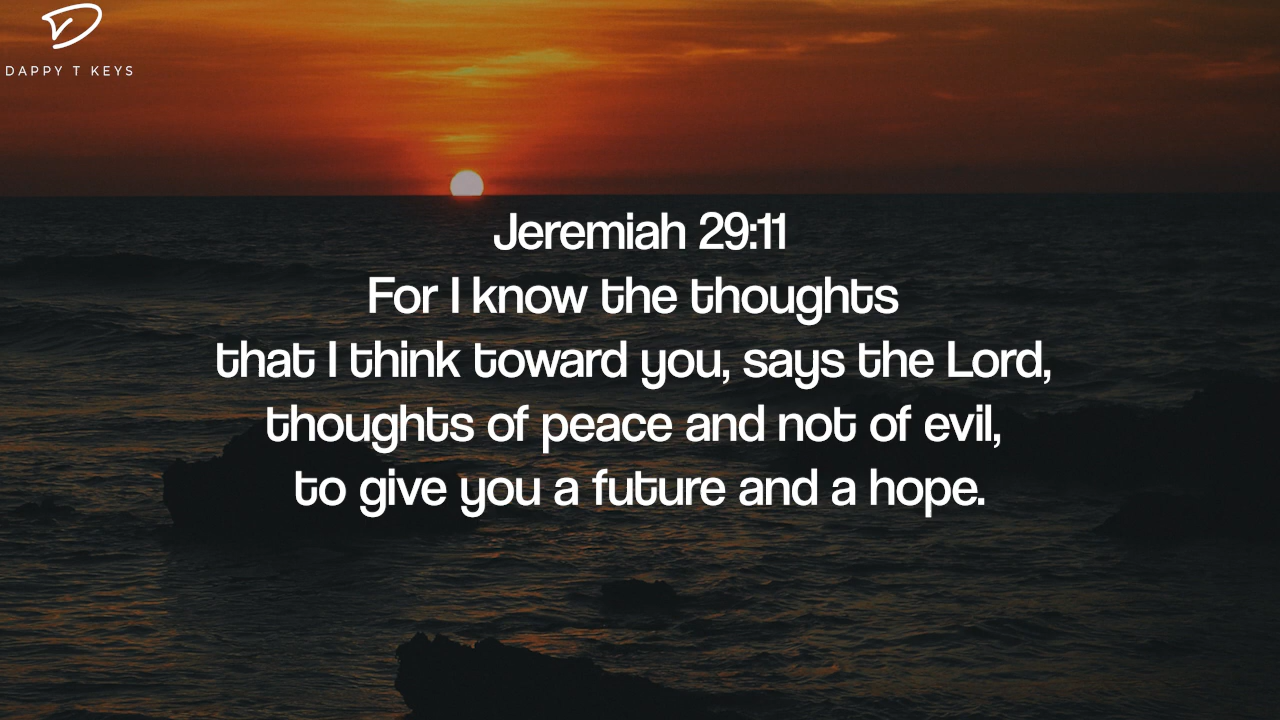 DAPPY T KEYS
Jeremiah 29:11
For I know the thoughts
that I think toward you, says the Lord,
thoughts of peace and not of evil,
to give you a future and a hope.